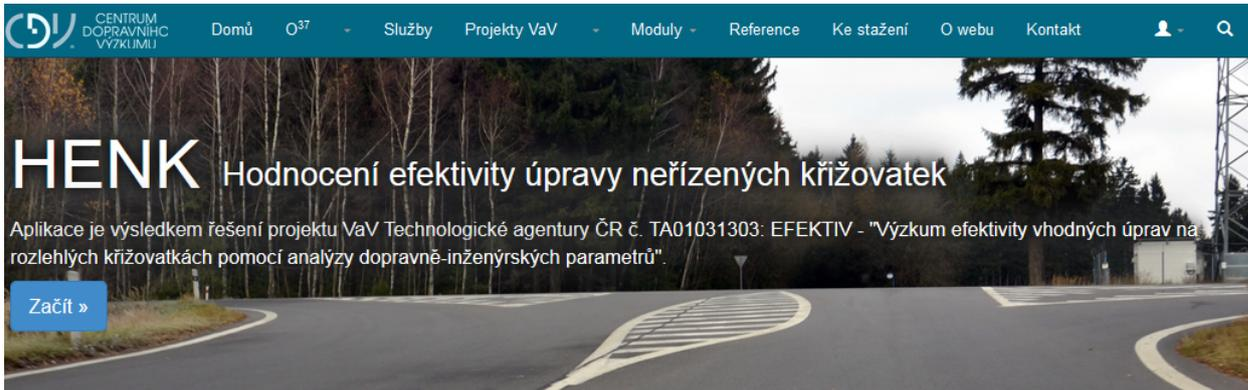 CENTRUM
DOPRAVNÍHO
VÝZKUMU
Domů O³⁷ Služby Projekty VaV Moduly Reference Ke stažení O webu Kontakt
HENK Hodnocení efektivity úpravy neřízených křižovatek
Aplikace je výsledkem řešení projektu VaV Technologické agentury ČR č. TA01031303: EFEKTIV - "Výzkum efektivity vhodných úprav na
rozlehlých křižovatkách pomocí analýzy dopravně-inženýrských parametrů".
Začít »